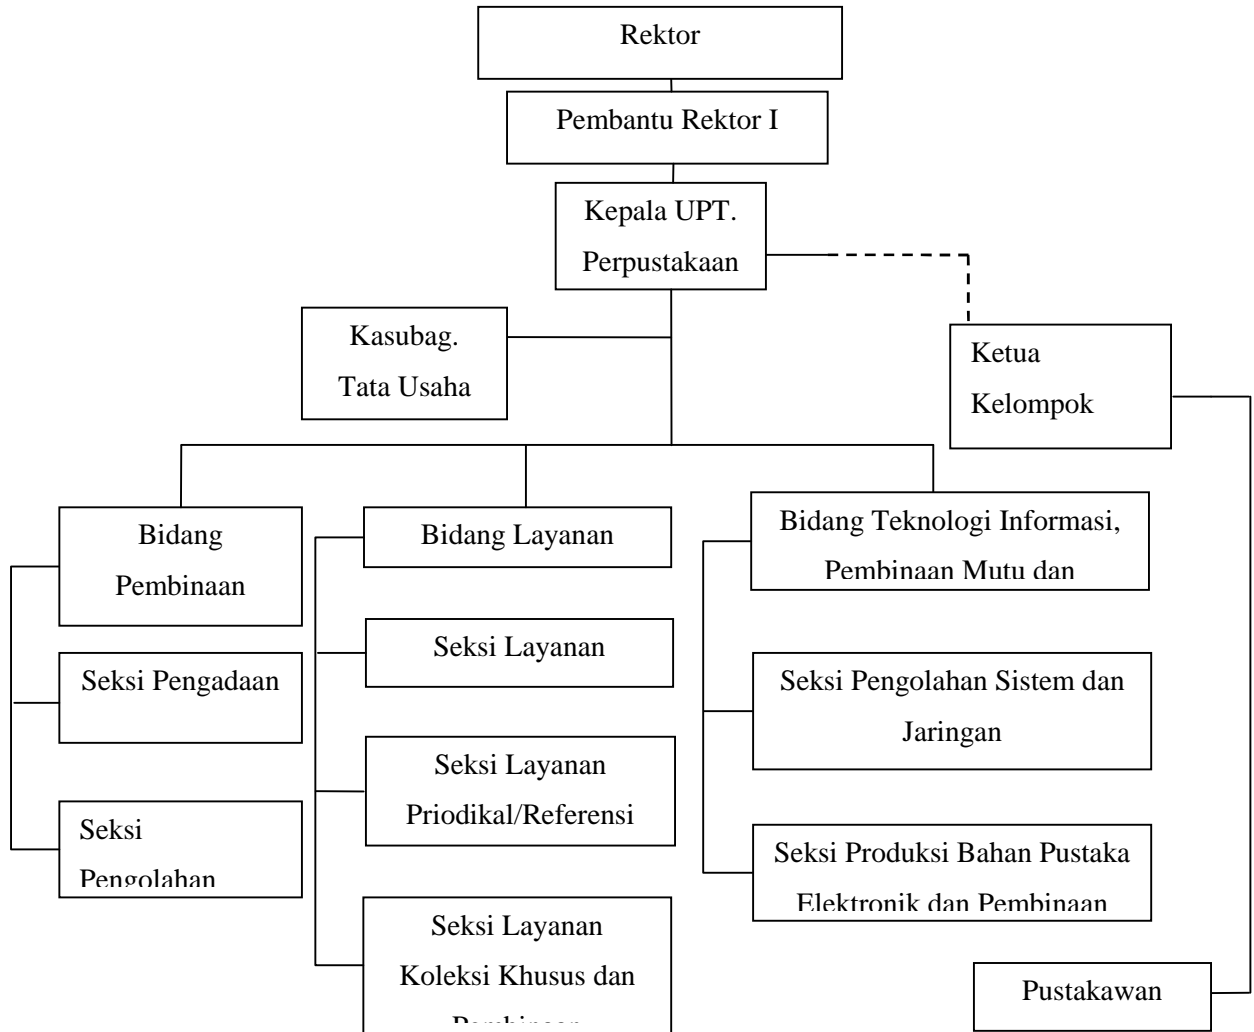 Rektor
Pembantu Rektor I
Kepala UPT.
Perpustakaan
Kasubag.
Tata Usaha
Ketua
Kelompok
Bidang
Pembinaan
Seksi Pengadaan
Seksi
Pengolahan
Bidang Layanan
Seksi Layanan
Seksi Layanan
Priodikal/Referensi
Seksi Layanan
Koleksi Khusus dan
Bidang Teknologi Informasi,
Pembinaan Mutu dan
Seksi Pengolahan Sistem dan
Jaringan
Seksi Produksi Bahan Pustaka
Elektronik dan Pembinaan
Pustakawan